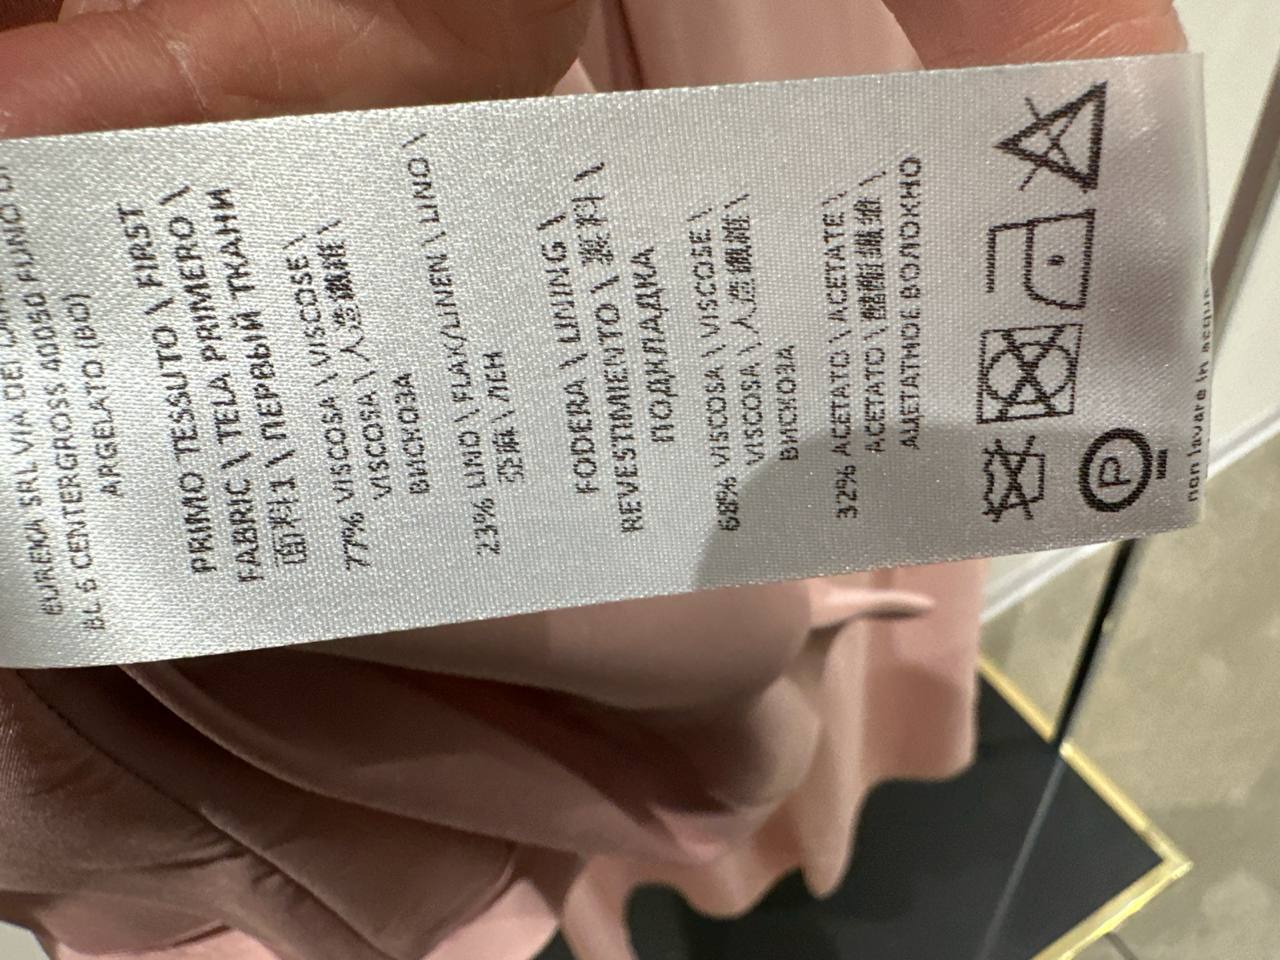 EUREKA SRL VIA DEL
BL 6 CENTERGROSS 40050 FUNO DI
ARGELATO (BO)
PRIMO TESSUTO \ FIRST
FABRIC \ TELA PRIMERO \
面料1 \ ПЕРВЫЙ ТКАНИ
77% VISCOSA \ VISCOSE \
VISCOSA \ 人造纖維 \
ВИСКОЗА
23% LINO \ FLAX/LINEN \ LINO \
亞麻 \ ЛЕН
FODERA \ LINING \
REVESTIMIENTO \ 裏料 \
ПОДКЛАДКА
68% VISCOSA \ VISCOSE \
VISCOSA \ 人造纖維 \
ВИСКОЗА
32% ACETATO \ ACETATE \
ACETATO \ 醋酯纖維 \
АЦЕТАТНОЕ ВОЛОКНО
P
non lavare in acqua